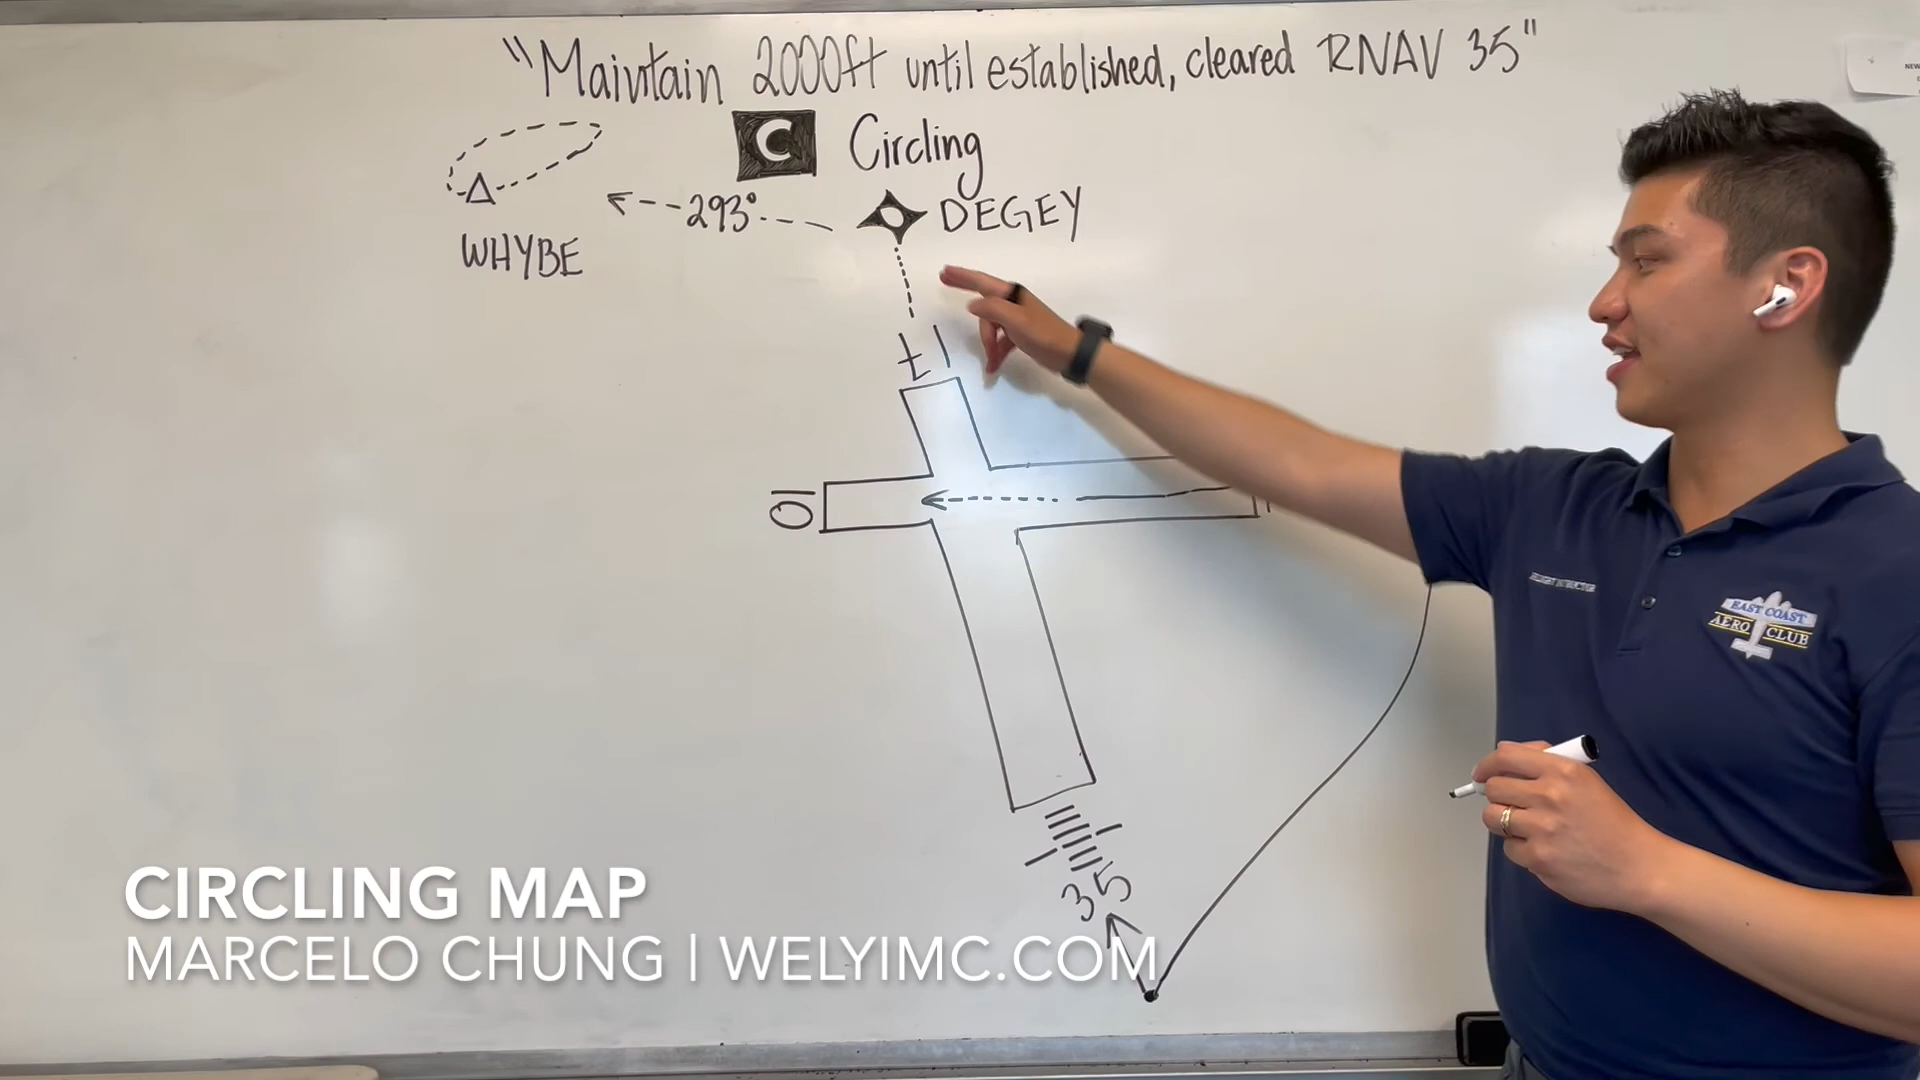 "Maintain 2000ft until established, cleared RNAV 35"
C Circling
293° DEGEY
WHYBE
17
01
35
EAST COAST
AERO CLUB
CIRCLING MAP
MARCELO CHUNG | WELYIMC.COM